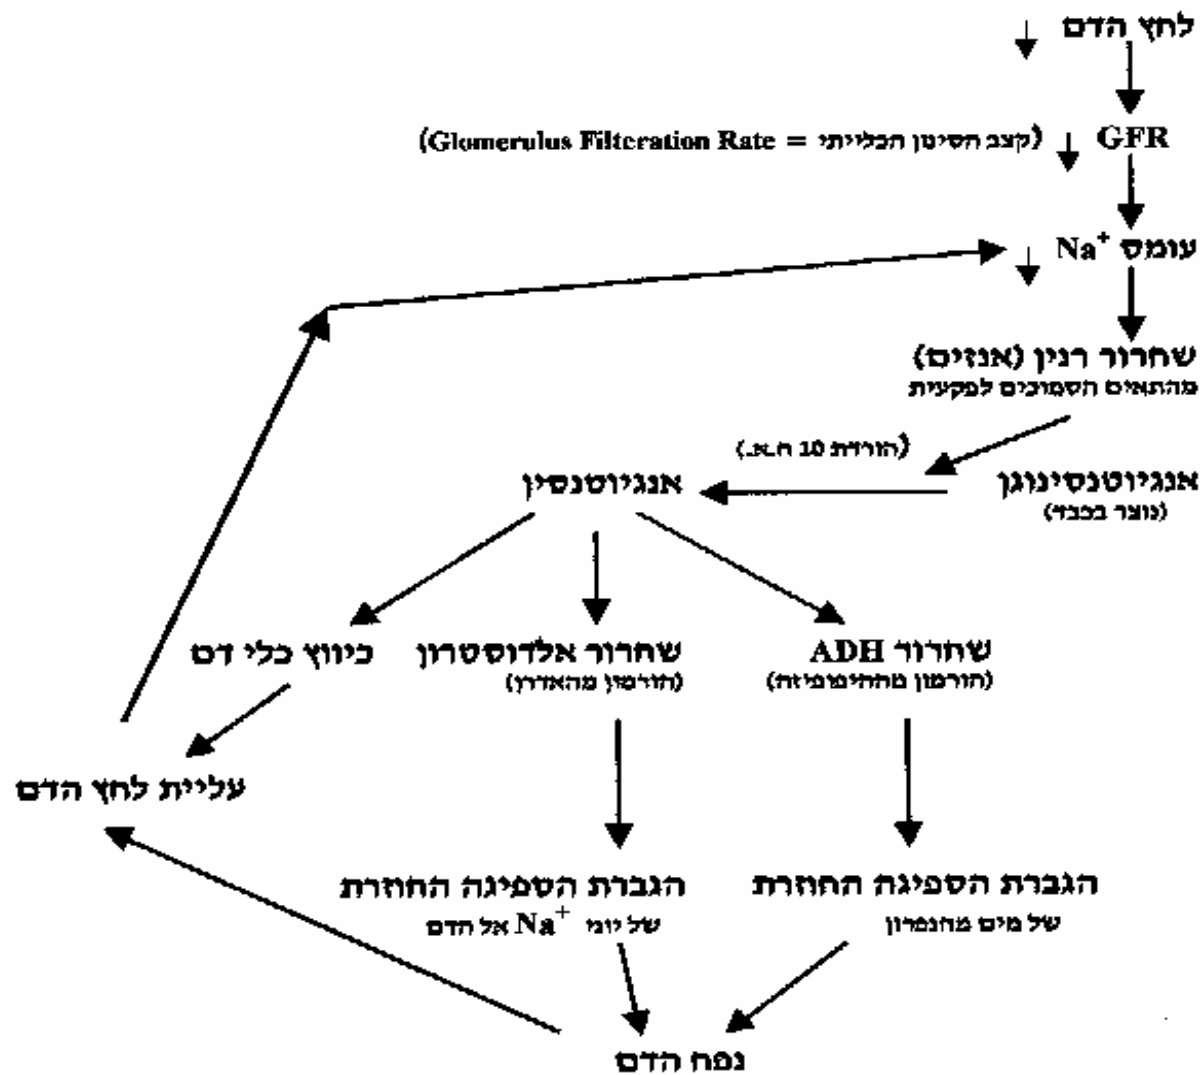 לחץ הדם
GFR (קצב הסינון הכלייתי = Glomerulus Filteration Rate)
עומס Na⁺
שחרור רנין (אנזים)
מהתאים הסמוכים לפקעית
(הורדת 10 ח.א.)
אנגיוטנסינוגן
(נוצר בכבד)
אנגיוטנסין
שחרור ADH
(הורמון מההיפופיזה)
שחרור אלדוסטרון
(הורמון מהאדרן)
כיווץ כלי דם
עליית לחץ הדם
הגברת הספיגה החוזרת
של מים מהנפרון
הגברת הספיגה החוזרת
של יוני Na⁺ אל הדם
נפח הדם